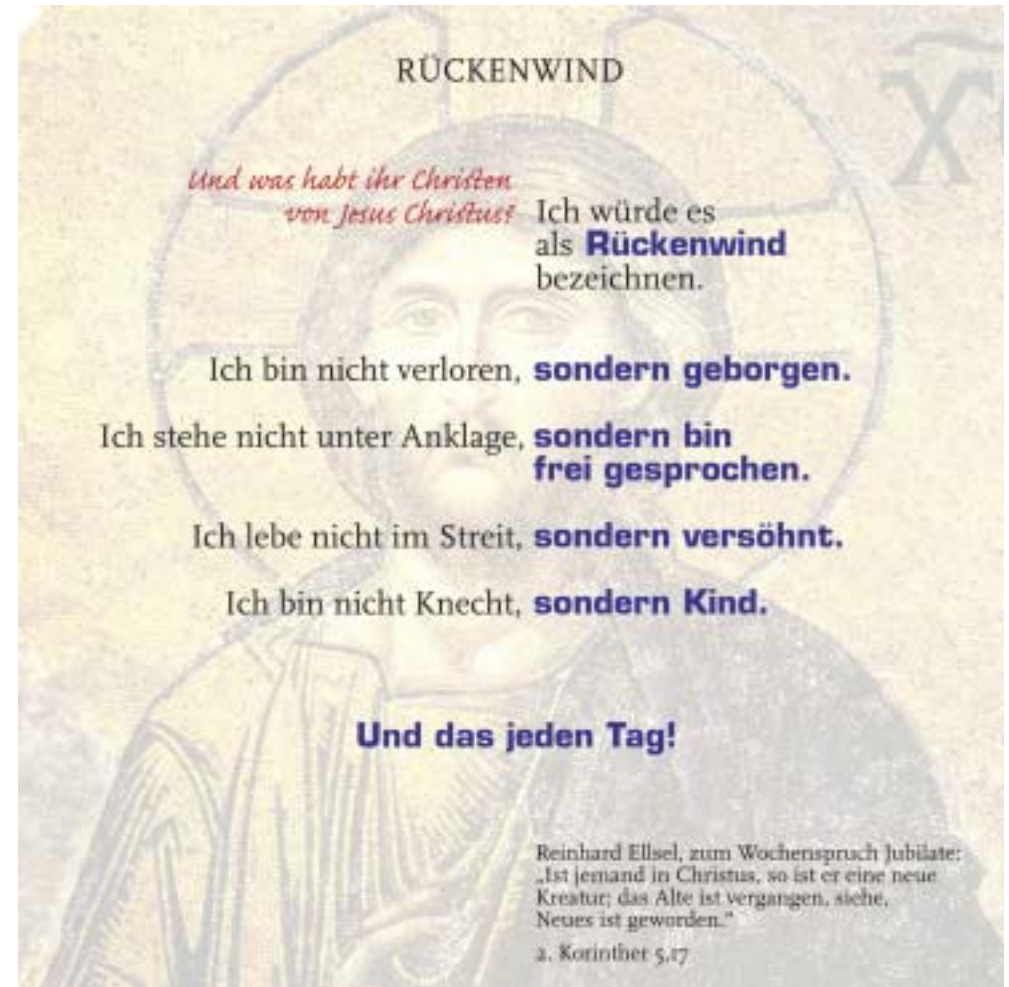 RÜCKENWIND
Und was habt ihr Christen
von Jesus Christus?
Ich würde es
als Rückenwind
bezeichnen.
Ich bin nicht verloren, sondern geborgen.
Ich stehe nicht unter Anklage, sondern bin
frei gesprochen.
Ich lebe nicht im Streit, sondern versöhnt.
Ich bin nicht Knecht, sondern Kind.
Und das jeden Tag!
Reinhard Ellsel, zum Wochenspruch Jubilate:
„Ist jemand in Christus, so ist er eine neue
Kreatur; das Alte ist vergangen, siehe,
Neues ist geworden.“
2. Korinther 5,17